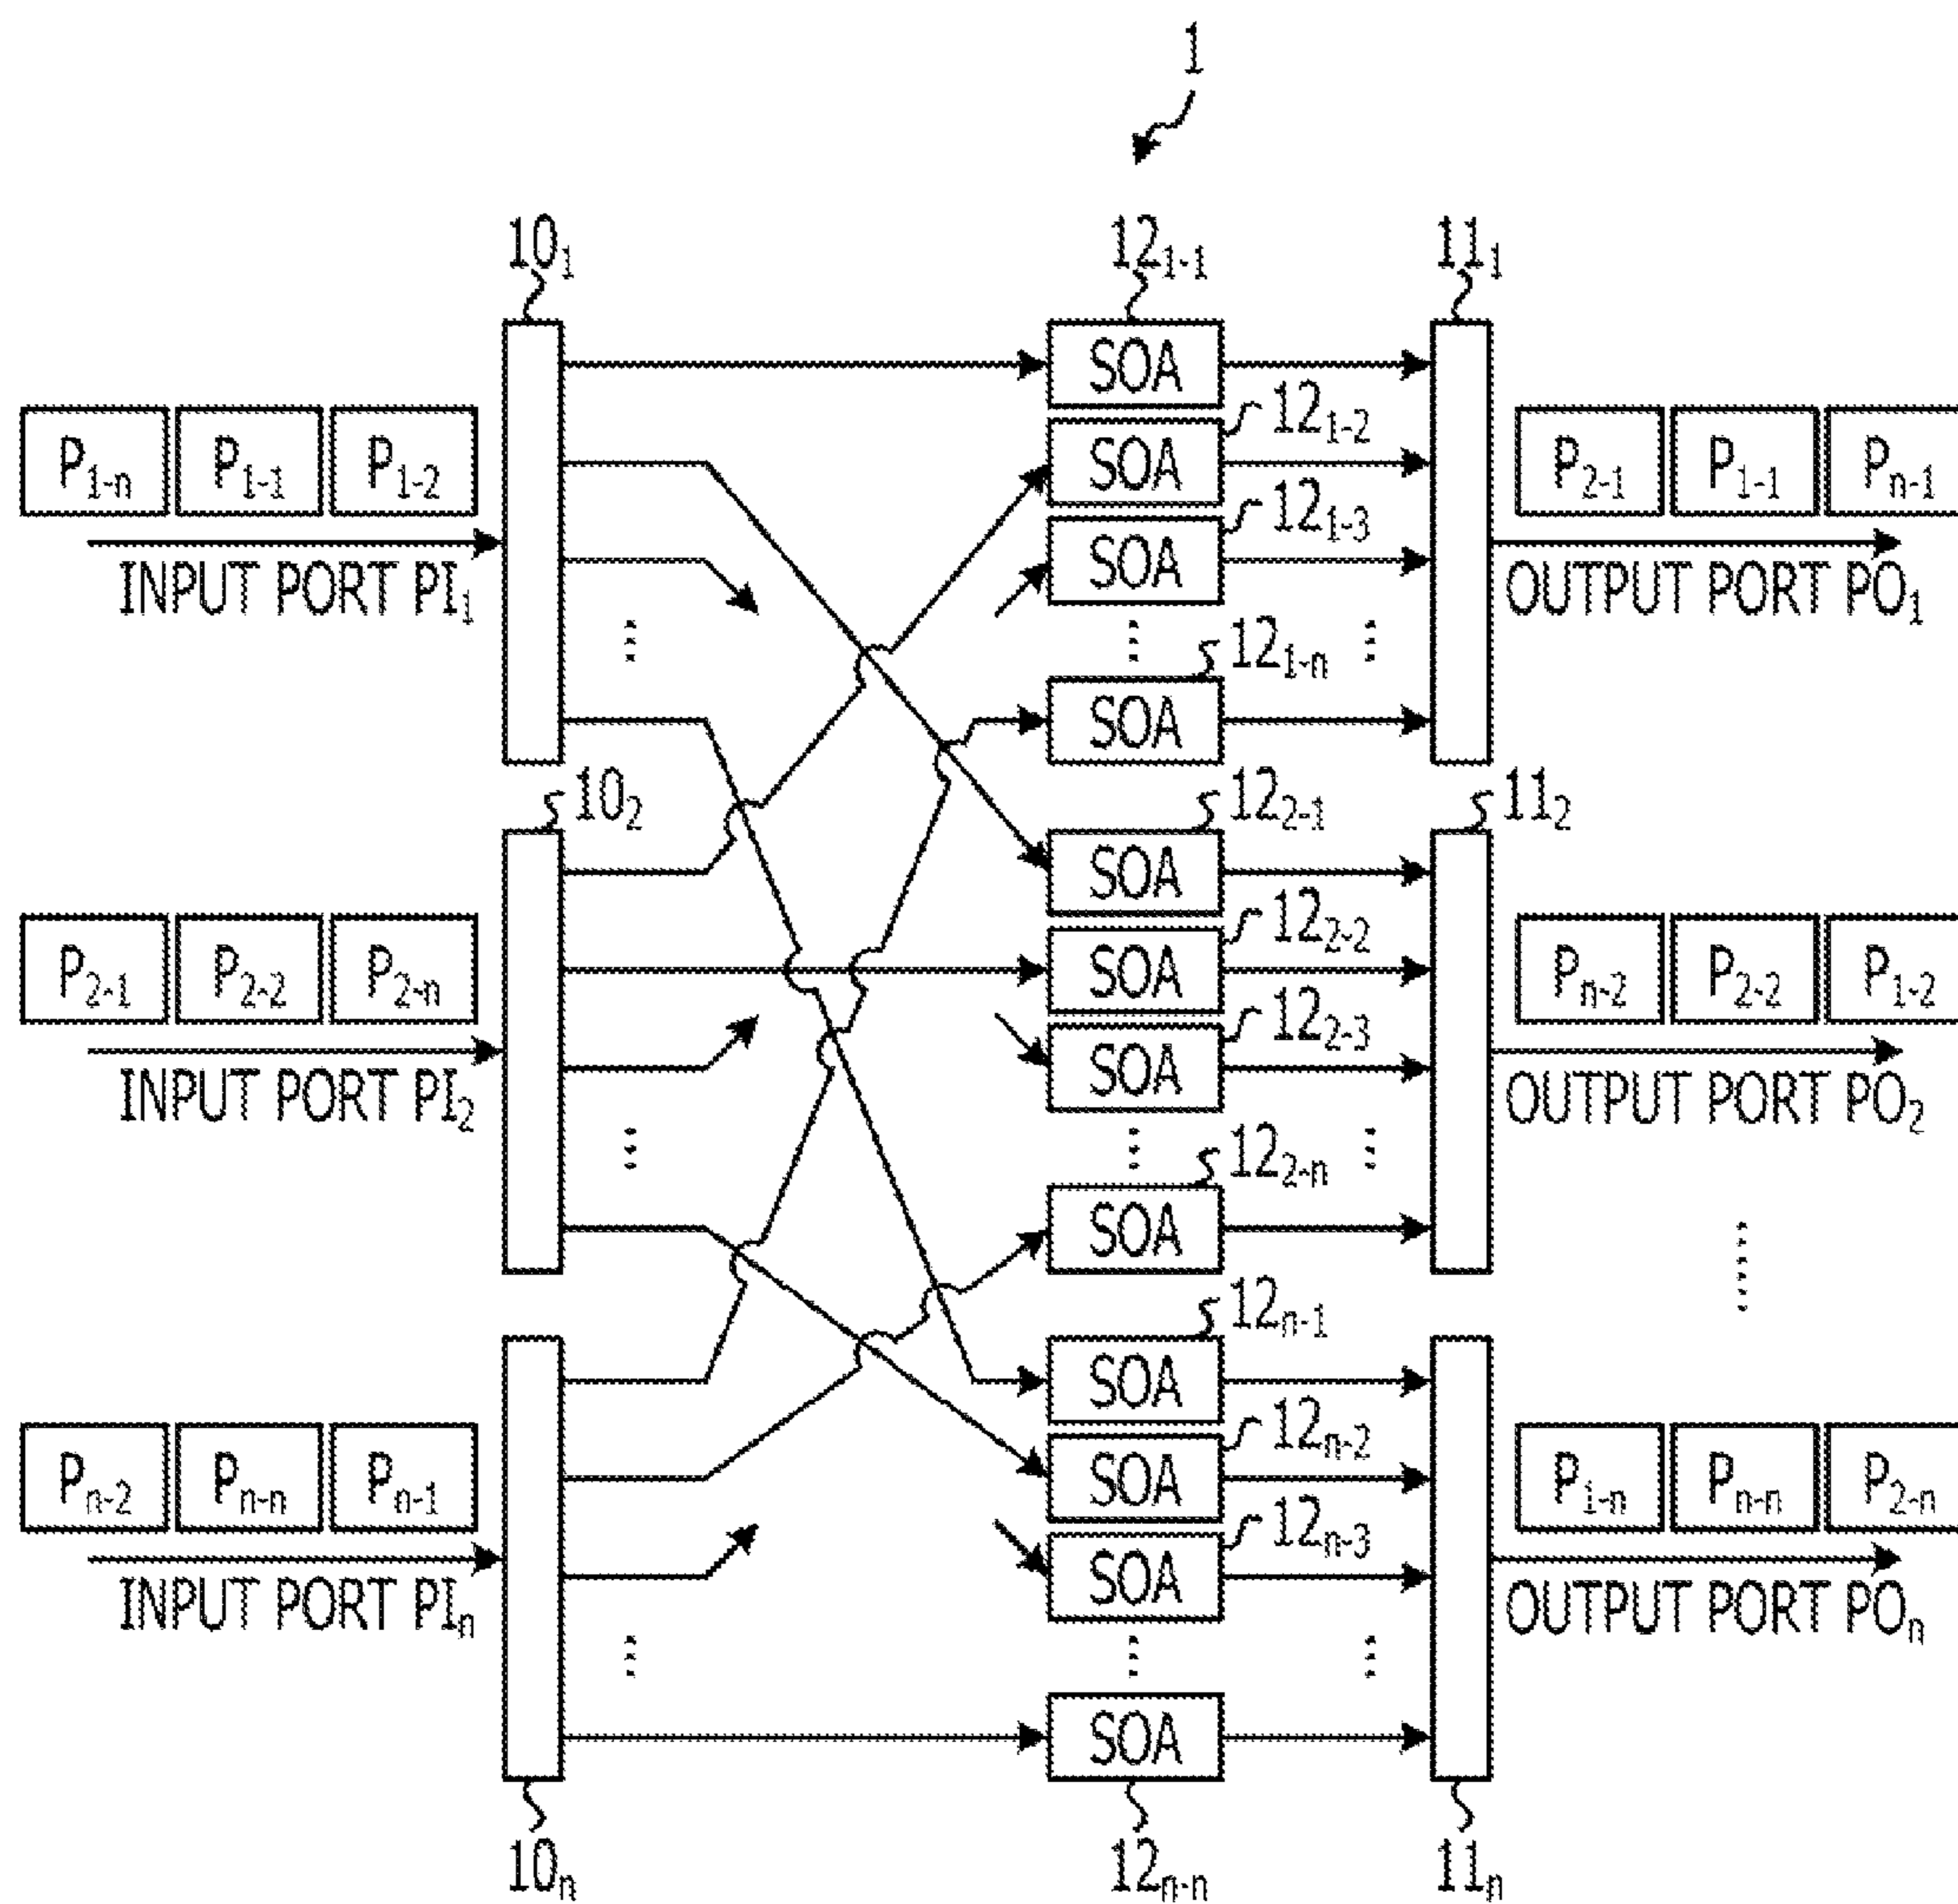 1
10₁
12₁₋₁
11₁
P₁₋ₙ P₁₋₁ P₁₋₂
INPUT PORT PI₁
SOA
SOA
12₁₋₂
SOA
12₁₋₃
SOA
12₁₋ₙ
P₂₋₁ P₁₋₁ Pₙ₋₁
OUTPUT PORT PO₁
10₂
12₂₋₁
11₂
P₂₋₁ P₂₋₂ P₂₋ₙ
INPUT PORT PI₂
SOA
SOA
12₂₋₂
SOA
12₂₋₃
SOA
12₂₋ₙ
Pₙ₋₂ P₂₋₂ P₁₋₂
OUTPUT PORT PO₂
12ₙ₋₁
Pₙ₋₂ Pₙ₋ₙ Pₙ₋₁
INPUT PORT PIₙ
SOA
SOA
12ₙ₋₂
SOA
12ₙ₋₃
SOA
P₁₋ₙ Pₙ₋ₙ P₂₋ₙ
OUTPUT PORT POₙ
10ₙ
12ₙ₋ₙ
11ₙ